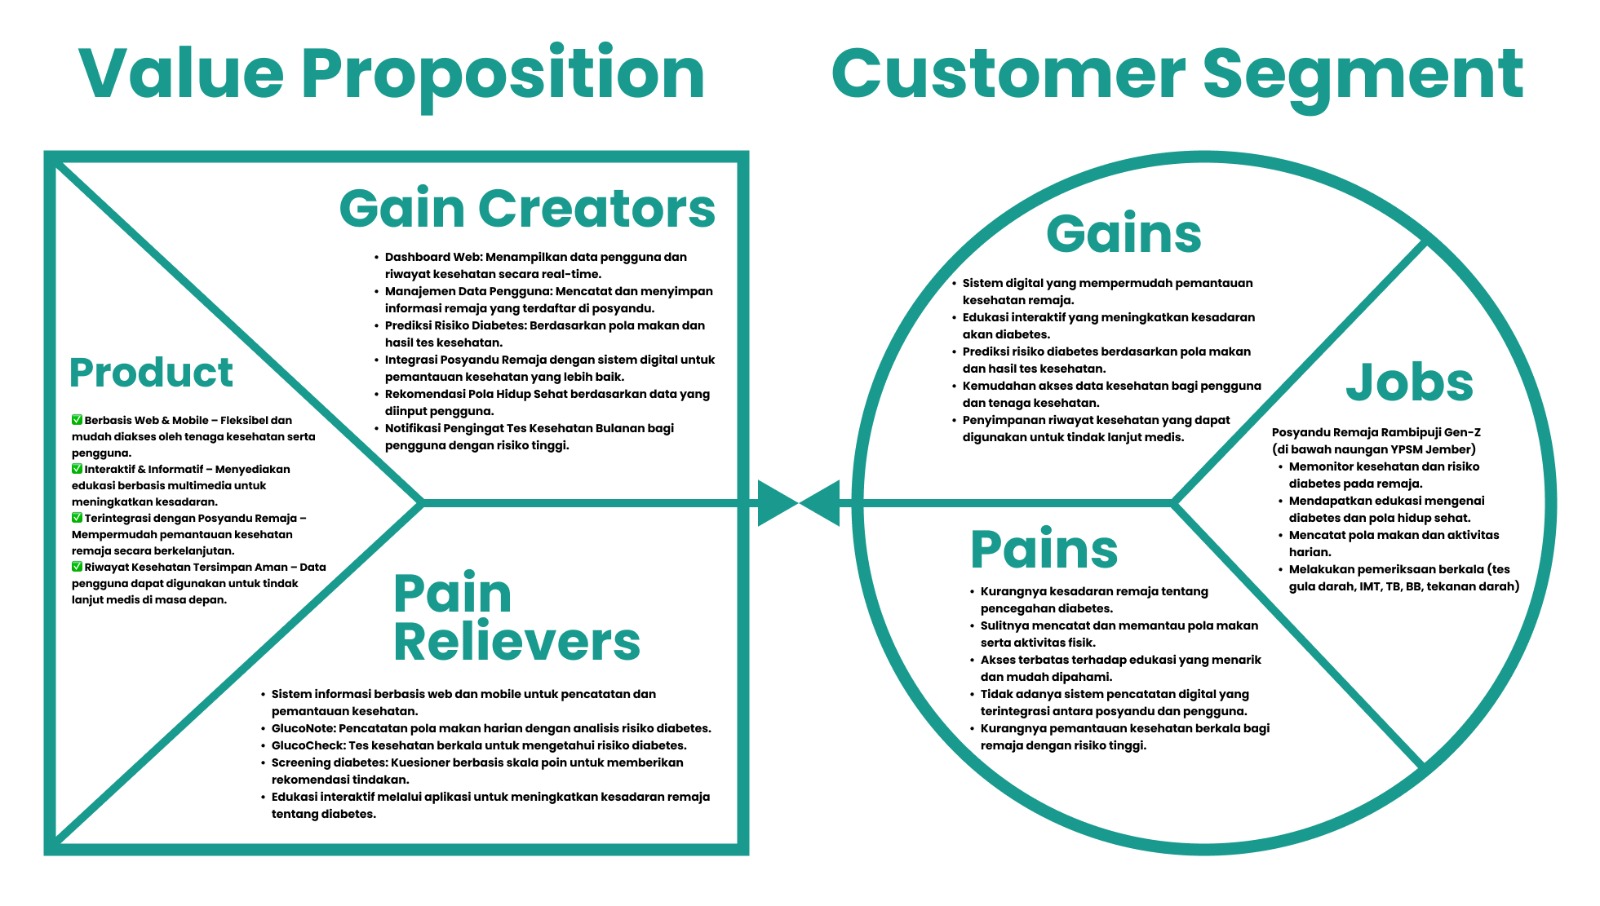 Value Proposition
Customer Segment
Gain Creators
• Dashboard Web: Menampilkan data pengguna dan
riwayat kesehatan secara real-time.
• Manajemen Data Pengguna: Mencatat dan menyimpan
informasi remaja yang terdaftar di posyandu.
• Prediksi Risiko Diabetes: Berdasarkan pola makan dan
hasil tes kesehatan.
• Integrasi Posyandu Remaja dengan sistem digital untuk
pemantauan kesehatan yang lebih baik.
• Rekomendasi Pola Hidup Sehat berdasarkan data yang
diinput pengguna.
• Notifikasi Pengingat Tes Kesehatan Bulanan bagi
pengguna dengan risiko tinggi.
Product
✅ Berbasis Web & Mobile – Fleksibel dan
mudah diakses oleh tenaga kesehatan serta
pengguna.
✅ Interaktif & Informatif – Menyediakan
edukasi berbasis multimedia untuk
meningkatkan kesadaran.
✅ Terintegrasi dengan Posyandu Remaja –
Mempermudah pemantauan kesehatan
remaja secara berkelanjutan.
✅ Riwayat Kesehatan Tersimpan Aman – Data
pengguna dapat digunakan untuk tindak
lanjut medis di masa depan.
Pain
Relievers
• Sistem informasi berbasis web dan mobile untuk pencatatan dan
pemantauan kesehatan.
• GlucoNote: Pencatatan pola makan harian dengan analisis risiko diabetes.
• GlucoCheck: Tes kesehatan berkala untuk mengetahui risiko diabetes.
• Screening diabetes: Kuesioner berbasis skala poin untuk memberikan
rekomendasi tindakan.
• Edukasi interaktif melalui aplikasi untuk meningkatkan kesadaran remaja
tentang diabetes.
Gains
• Sistem digital yang mempermudah pemantauan
kesehatan remaja.
• Edukasi interaktif yang meningkatkan kesadaran
akan diabetes.
• Prediksi risiko diabetes berdasarkan pola makan
dan hasil tes kesehatan.
• Kemudahan akses data kesehatan bagi pengguna
dan tenaga kesehatan.
• Penyimpanan riwayat kesehatan yang dapat
digunakan untuk tindak lanjut medis.
Jobs
Posyandu Remaja Rambipuji Gen-Z
(di bawah naungan YPSM Jember)
• Memonitor kesehatan dan risiko
diabetes pada remaja.
• Mendapatkan edukasi mengenai
diabetes dan pola hidup sehat.
• Mencatat pola makan dan aktivitas
harian.
• Melakukan pemeriksaan berkala (tes
gula darah, IMT, TB, BB, tekanan darah)
Pains
• Kurangnya kesadaran remaja tentang
pencegahan diabetes.
• Sulitnya mencatat dan memantau pola makan
serta aktivitas fisik.
• Akses terbatas terhadap edukasi yang menarik
dan mudah dipahami.
• Tidak adanya sistem pencatatan digital yang
terintegrasi antara posyandu dan pengguna.
• Kurangnya pemantauan kesehatan berkala bagi
remaja dengan risiko tinggi.